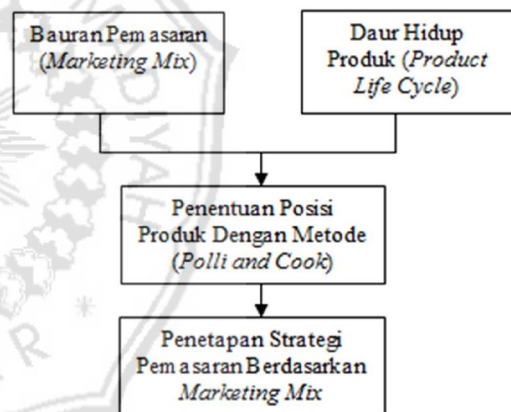 Bauran Pemasaran
(Marketing Mix)
Daur Hidup
Produk (Product
Life Cycle)
Penentuan Posisi
Produk Dengan Metode
(Polli and Cook)
Penetapan Strategi
Pemasaran Berdasarkan
Marketing Mix